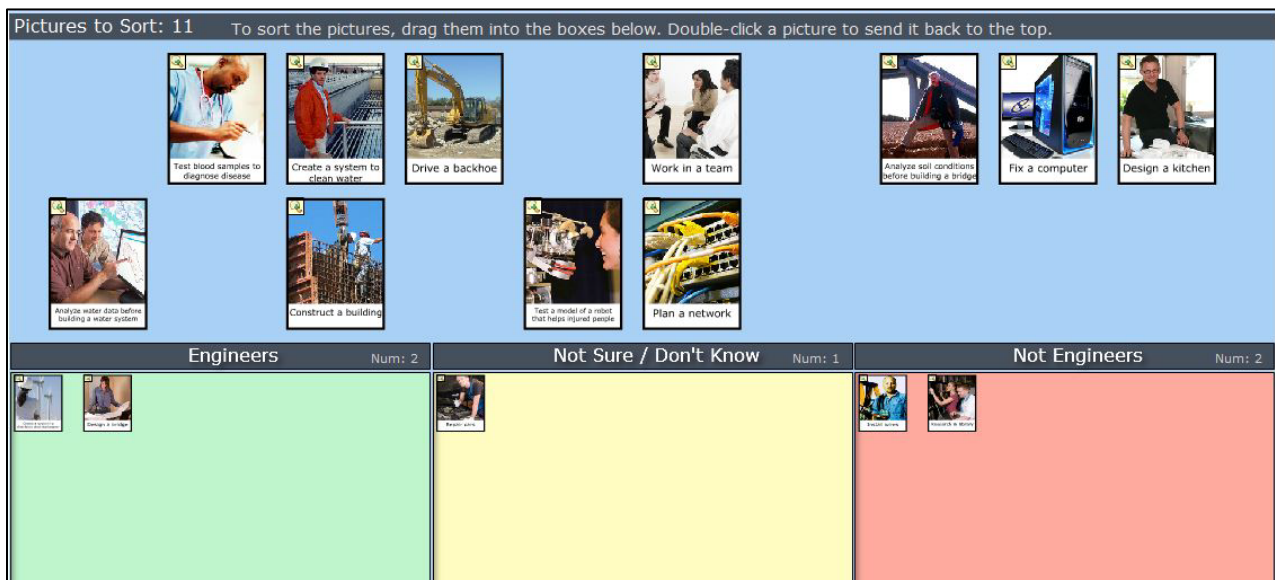 Pictures to Sort: 11
To sort the pictures, drag them into the boxes below. Double-click a picture to send it back to the top.
Test blood samples to
diagnose disease
Create a system to
clean water
Drive a backhoe
Work in a team
Analyze soil conditions
before building a bridge
Fix a computer
Design a kitchen
Analyze water data before
building a water system
Construct a building
Test a model of a robot
that helps injured people
Plan a network
Engineers
Num: 2
Not Sure / Don't Know
Num: 1
Not Engineers
Num: 2
Design a bridge
Repair cars
Install wires
Research in library